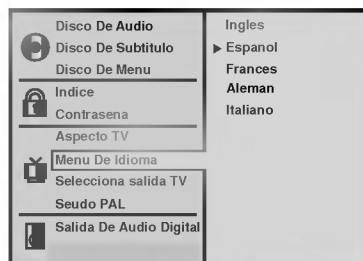 Disco De Audio
Disco De Subtitulo
Disco De Menu
Indice
Contrasena
Aspecto TV
Menu De Idioma
Selecciona salida TV
Seudo PAL
Salida De Audio Digital
Ingles
Espanol
Frances
Aleman
Italiano